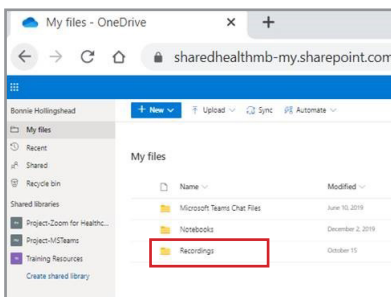 My files - OneDrive
sharedhealthmb-my.sharepoint.com
Bonnie Hollingshead
+ New
Upload
Sync
Automate
My files
Recent
Shared
Recycle bin
Shared libraries
Project-Zoom for Healthc...
Project-MSTeams
Training Resources
Create shared library
My files
Name
Modified
Microsoft Teams Chat Files
June 10, 2019
Notebooks
December 2, 2019
Recordings
October 15